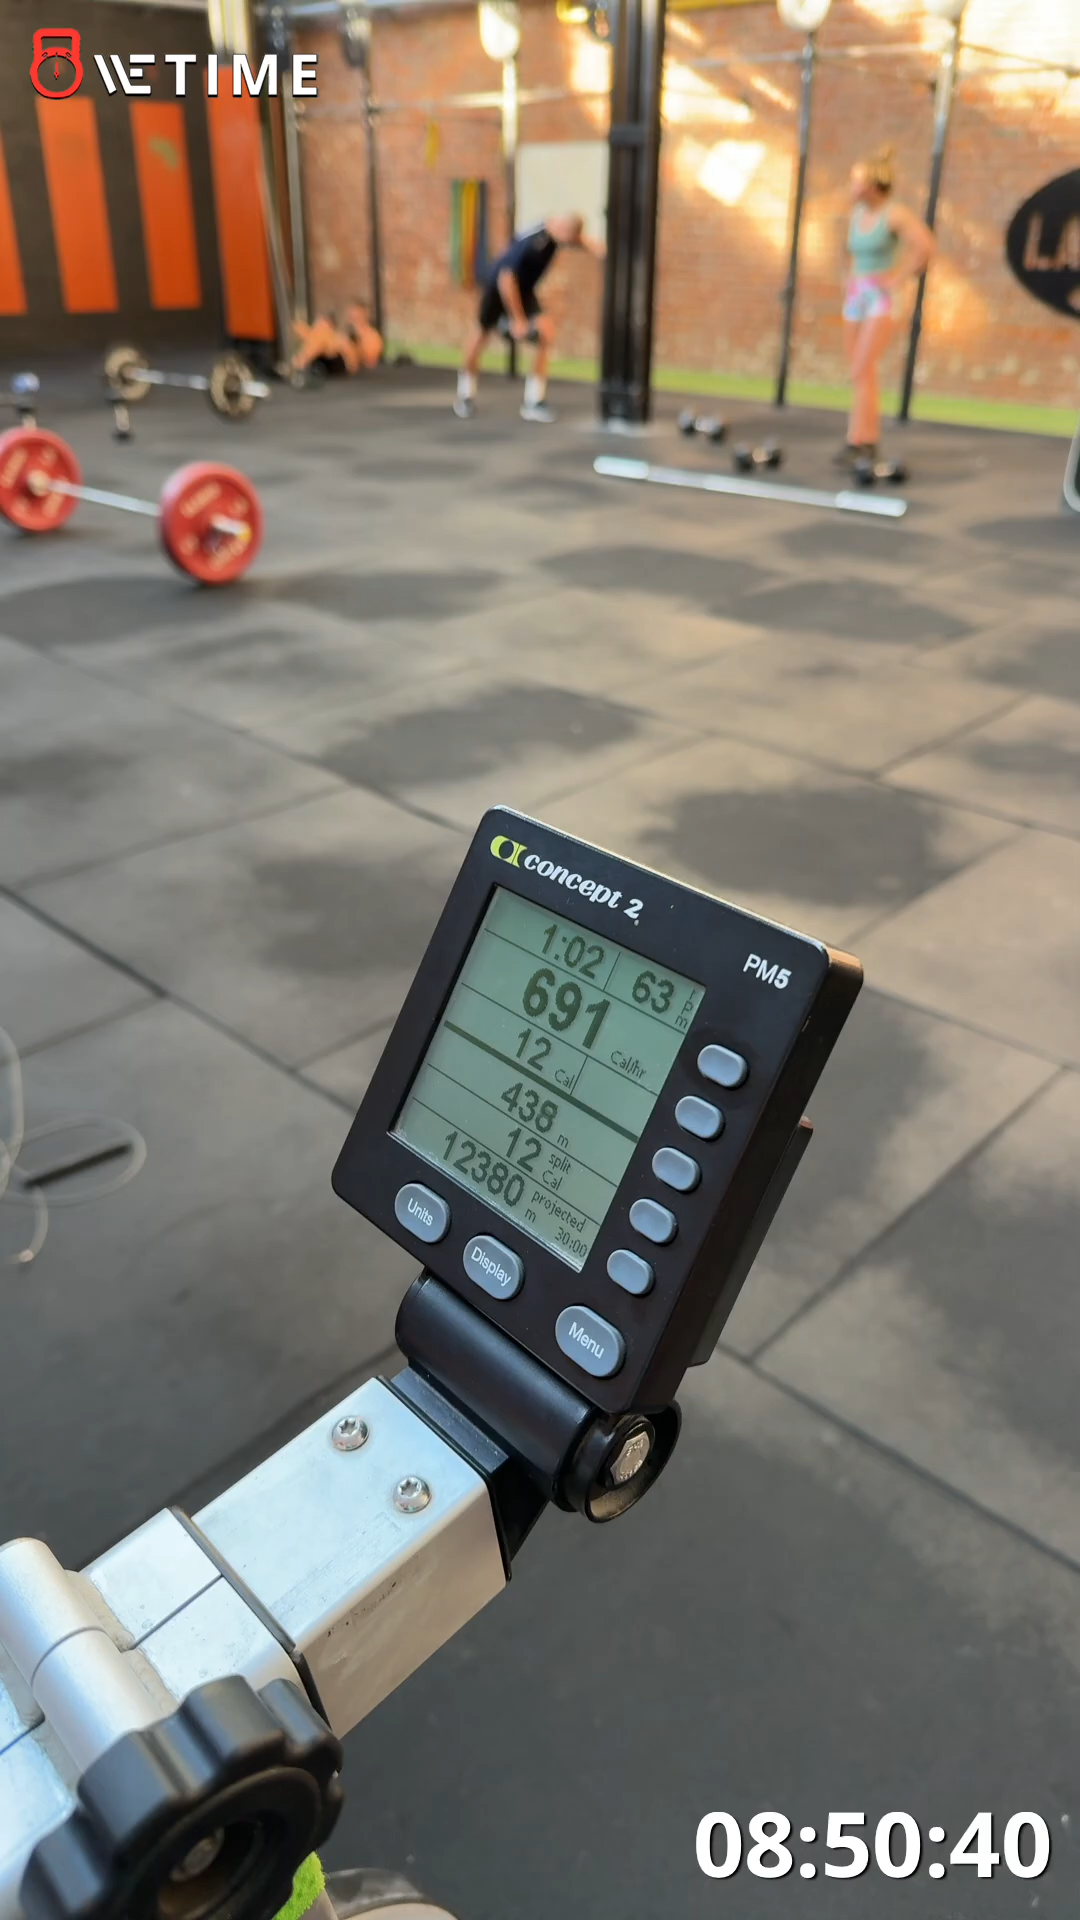 WETIME
LA
concept 2
PM5
1:02
63
691
Cal/hr
12
Cal
438
m
12
split
Cal
12380
m
projected
30:00
Units
Display
Menu
08:50:40